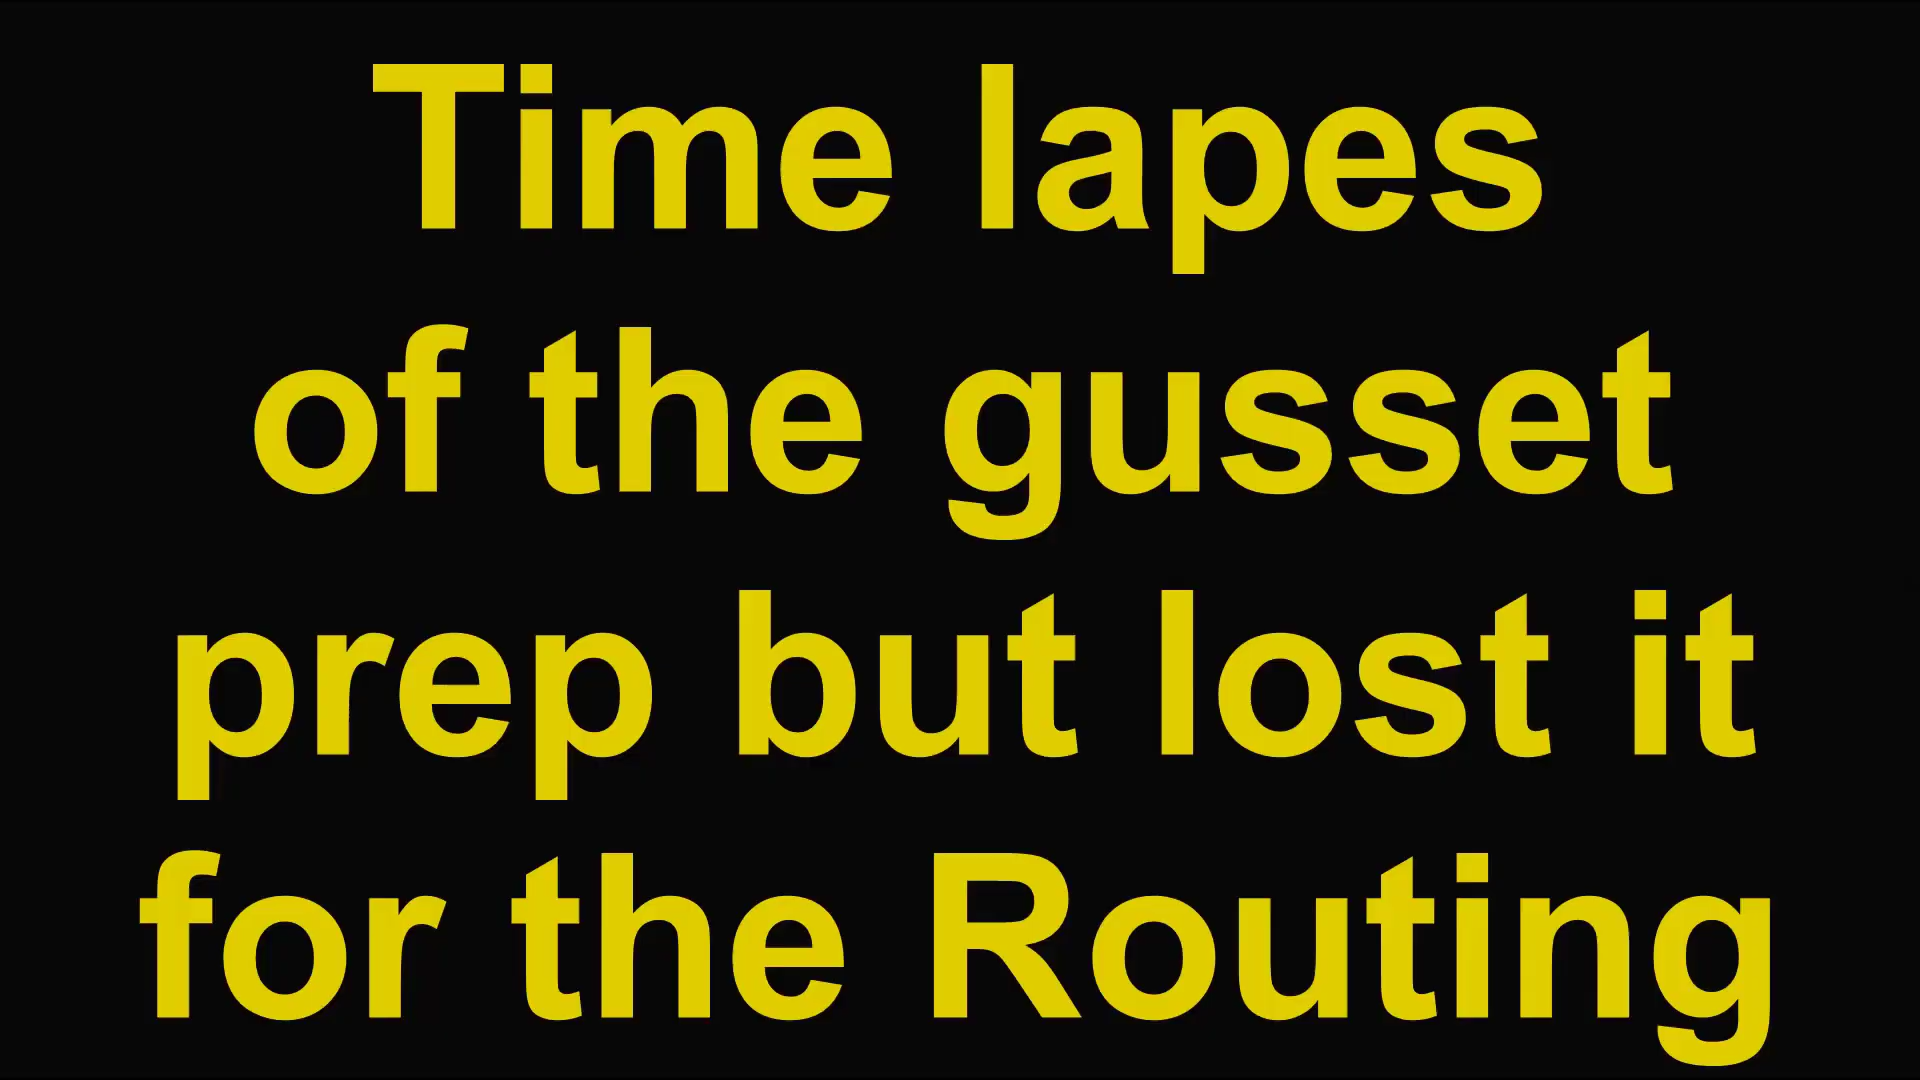 Time lapes
of the gusset
prep but lost it
for the Routing